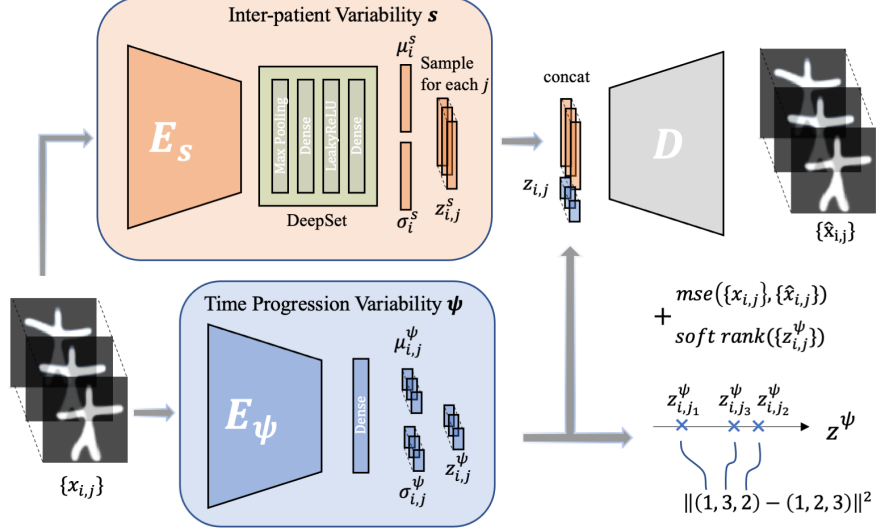 Inter-patient Variability s
E_s
Max Pooling
Dense
LeakyReLU
Dense
DeepSet
μ_i^s
σ_i^s
Sample
for each j
z_{i,j}^s
concat
z_{i,j}
D
{x̂_{i,j}}
{x_{i,j}}
Time Progression Variability ψ
E_ψ
Dense
μ_{i,j}^ψ
σ_{i,j}^ψ
z_{i,j}^ψ
+
mse({x_{i,j}},{x̂_{i,j}})
soft rank({z_{i,j}^ψ})
z_{i,j_1}^ψ z_{i,j_3}^ψ z_{i,j_2}^ψ
z^ψ
‖(1, 3, 2) − (1, 2, 3)‖²